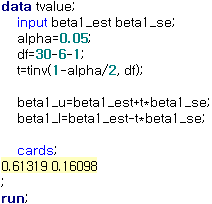 data tvalue;
input beta1_est beta1_se;
alpha=0.05;
df=30-6-1;
t=tinv(1-alpha/2, df);
beta1_u=beta1_est+t*beta1_se;
beta1_l=beta1_est-t*beta1_se;
cards;
0.61319 0.16098
;
run;